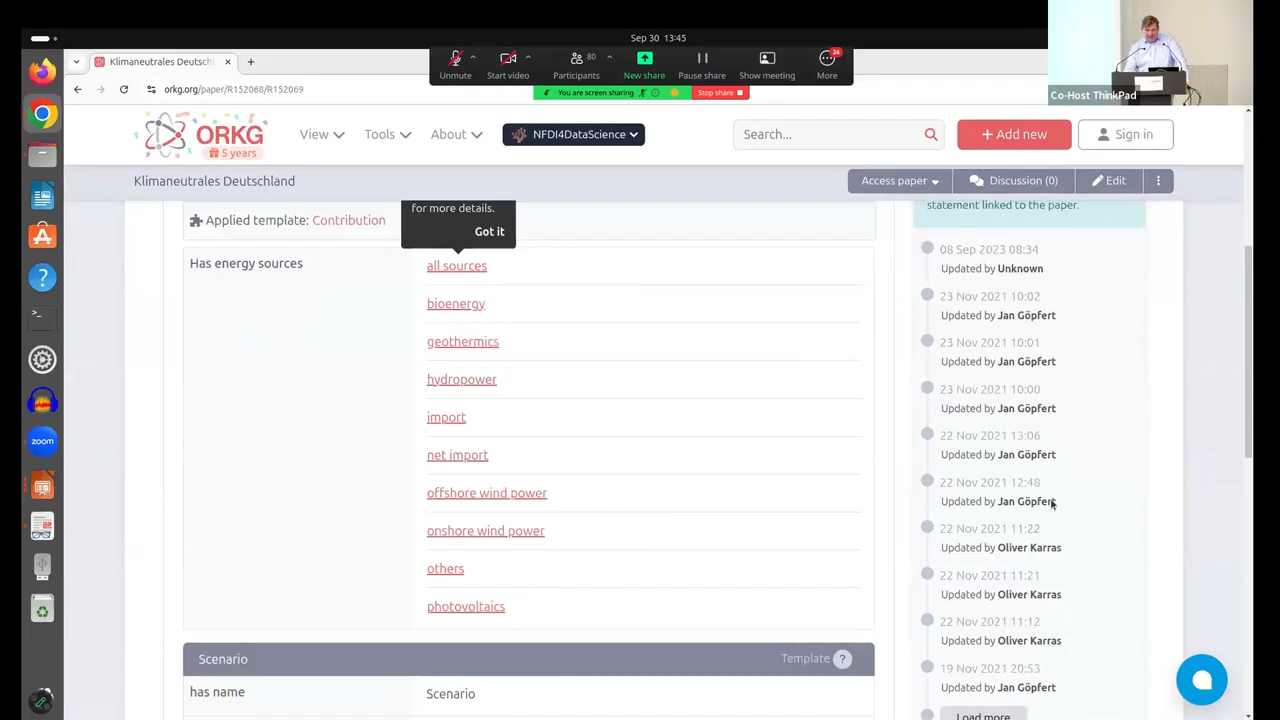 Sep 30 13:45
Klimaneutrales Deutschl
Unmute
Start video
80
Participants
New share
Pause share
Show meeting
24
More
You are screen sharing
Stop share
Co-Host ThinkPad
orkg.org/paper/R152068/R152069
ORKG
5 years
View
Tools
About
NFDI4DataScience
Search...
Add new
Sign in
Klimaneutrales Deutschland
Access paper
Discussion (0)
Edit
for more details.
Got it
Applied template: Contribution
Has energy sources
all sources
bioenergy
geothermics
hydropower
import
net import
offshore wind power
onshore wind power
others
photovoltaics
Scenario
Template ?
has name
Scenario
statement linked to the paper.
08 Sep 2023 08:34
Updated by Unknown
23 Nov 2021 10:02
Updated by Jan Göpfert
23 Nov 2021 10:01
Updated by Jan Göpfert
23 Nov 2021 10:00
Updated by Jan Göpfert
22 Nov 2021 13:06
Updated by Jan Göpfert
22 Nov 2021 12:48
Updated by Jan Göpfert
22 Nov 2021 11:22
Updated by Oliver Karras
22 Nov 2021 11:21
Updated by Oliver Karras
22 Nov 2021 11:12
Updated by Oliver Karras
19 Nov 2021 20:53
Updated by Jan Göpfert
Load more
zoom